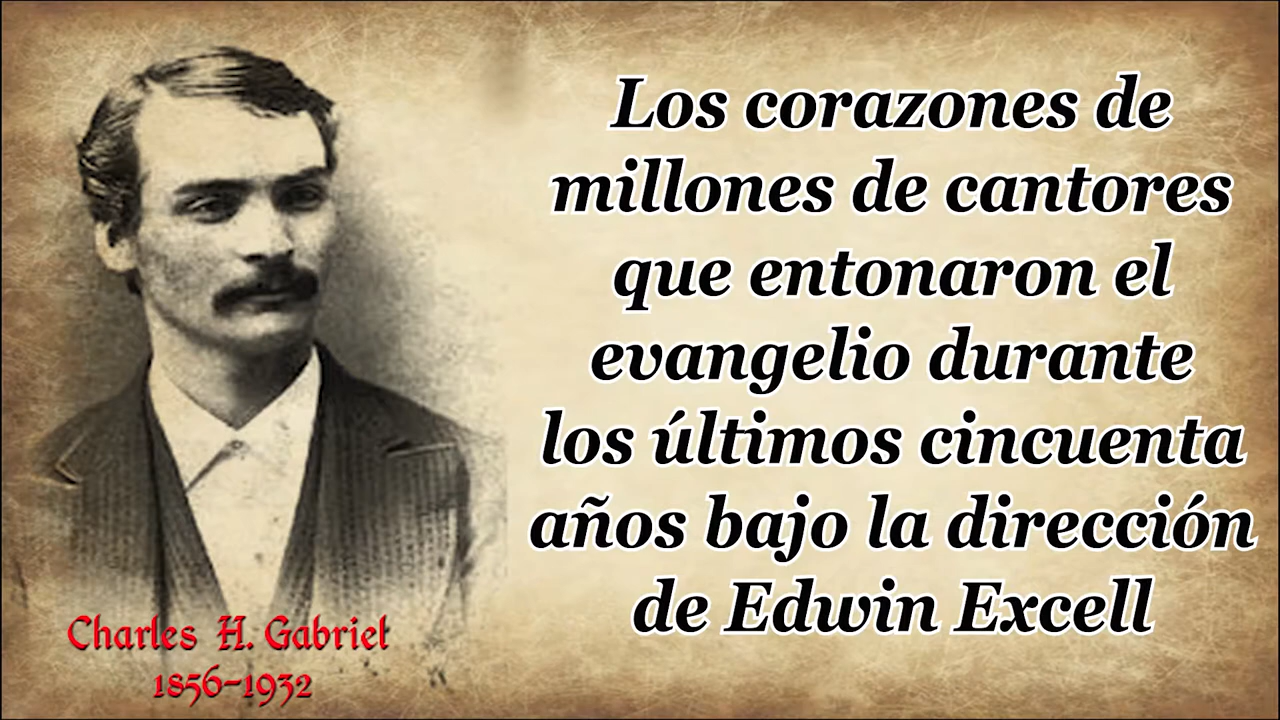 Los corazones de
millones de cantores
que entonaron el
evangelio durante
los últimos cincuenta
años bajo la dirección
de Edwin Excell
Charles H. Gabriel
1856-1932